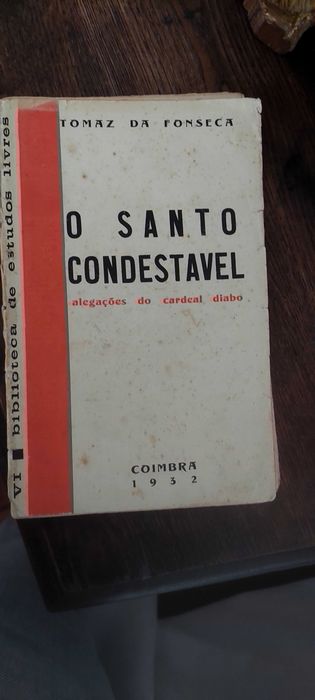 TOMAZ DA FONSECA
O SANTO
CONDESTAVEL
alegações do cardeal diabo
COIMBRA
1932
VI biblioteca de estudos livres